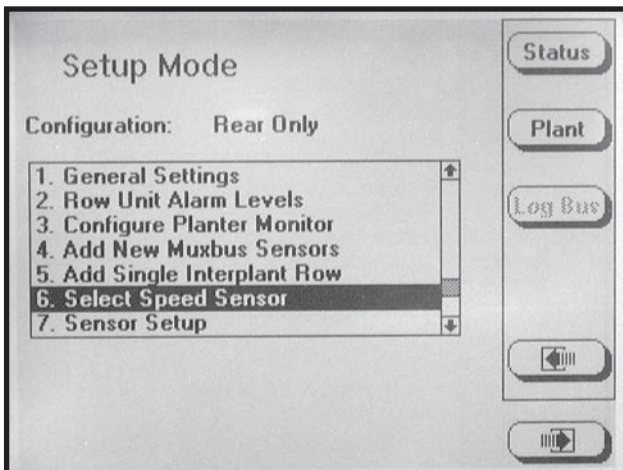 Setup Mode
Configuration: Rear Only
1. General Settings
2. Row Unit Alarm Levels
3. Configure Planter Monitor
4. Add New Muxbus Sensors
5. Add Single Interplant Row
6. Select Speed Sensor
7. Sensor Setup
Status
Plant
Log Bus